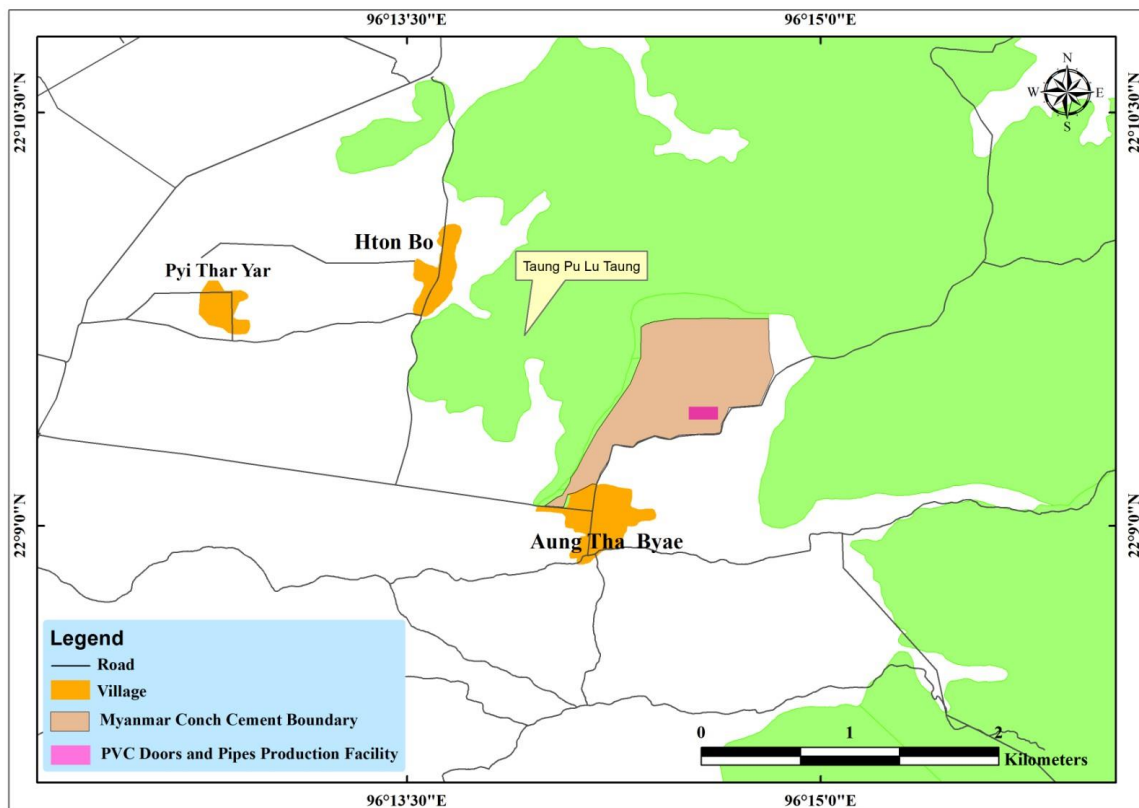 96°13'30"E
96°15'0"E
22°10'30"N
22°10'30"N
N
W E
S
Hton Bo
Taung Pu Lu Taung
Pyi Thar Yar
22°9'0"N
22°9'0"N
Aung Tha Byae
Legend
Road
Village
Myanmar Conch Cement Boundary
PVC Doors and Pipes Production Facility
0 1 2
Kilometers
96°13'30"E
96°15'0"E